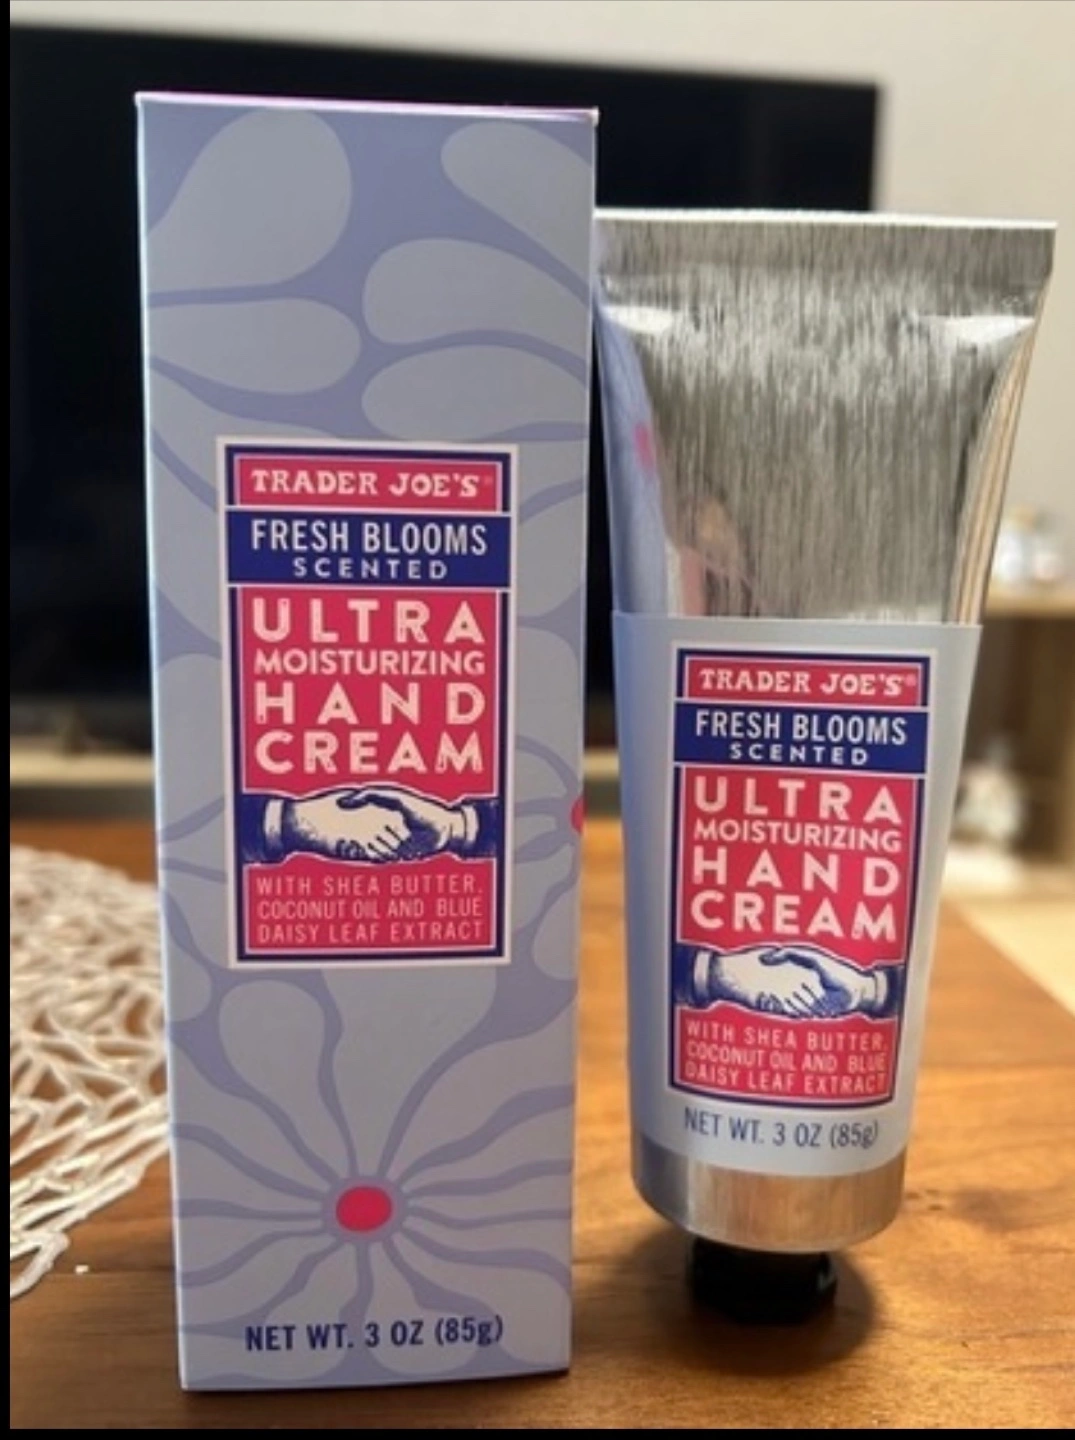 TRADER JOE'S®
FRESH BLOOMS
SCENTED
ULTRA
MOISTURIZING
HAND
CREAM
WITH SHEA BUTTER,
COCONUT OIL AND BLUE
DAISY LEAF EXTRACT
NET WT. 3 OZ (85g)
TRADER JOE'S®
FRESH BLOOMS
SCENTED
ULTRA
MOISTURIZING
HAND
CREAM
WITH SHEA BUTTER,
COCONUT OIL AND BLUE
DAISY LEAF EXTRACT
NET WT. 3 OZ (85g)